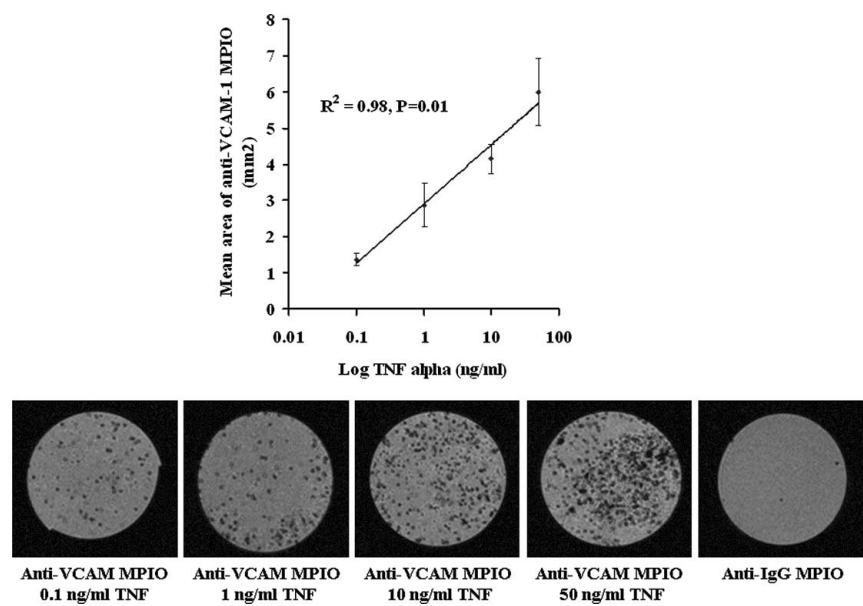 8
7
6
5
4
3
2
1
0
Mean area of anti-VCAM-1 MPIO
(mm2)
R² = 0.98, P=0.01
0.01 0.1 1 10 100
Log TNF alpha (ng/ml)
Anti-VCAM MPIO
0.1 ng/ml TNF
Anti-VCAM MPIO
1 ng/ml TNF
Anti-VCAM MPIO
10 ng/ml TNF
Anti-VCAM MPIO
50 ng/ml TNF
Anti-IgG MPIO